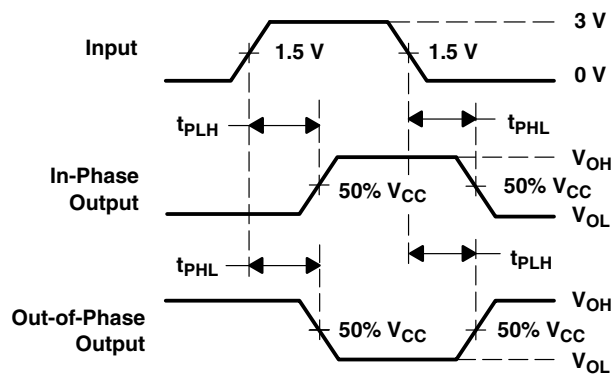 3 V
Input
1.5 V
1.5 V
0 V
tPLH
tPHL
VOH
In-Phase
Output
50% VCC
50% VCC
VOL
tPHL
tPLH
VOH
Out-of-Phase
Output
50% VCC
50% VCC
VOL